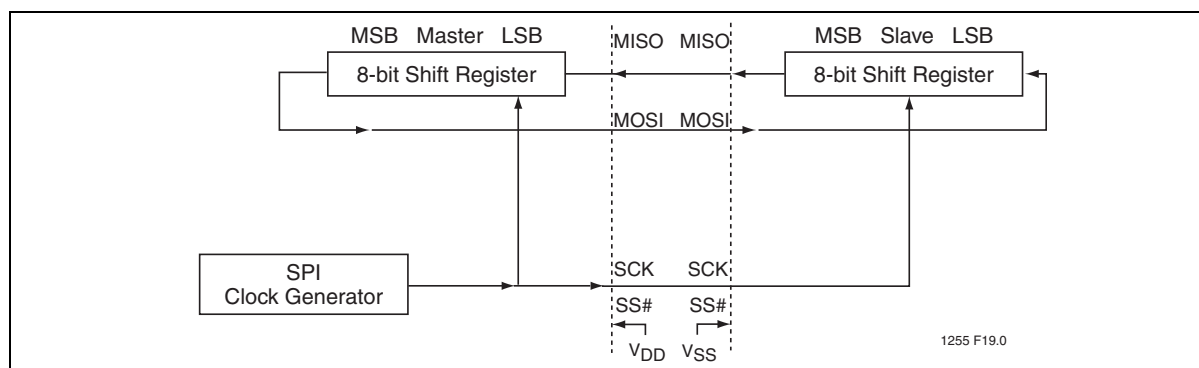 MSB Master LSB MISO MISO MSB Slave LSB
8-bit Shift Register 8-bit Shift Register
MOSI MOSI
SPI
Clock Generator
SCK SCK
SS# SS#
VDD VSS
1255 F19.0